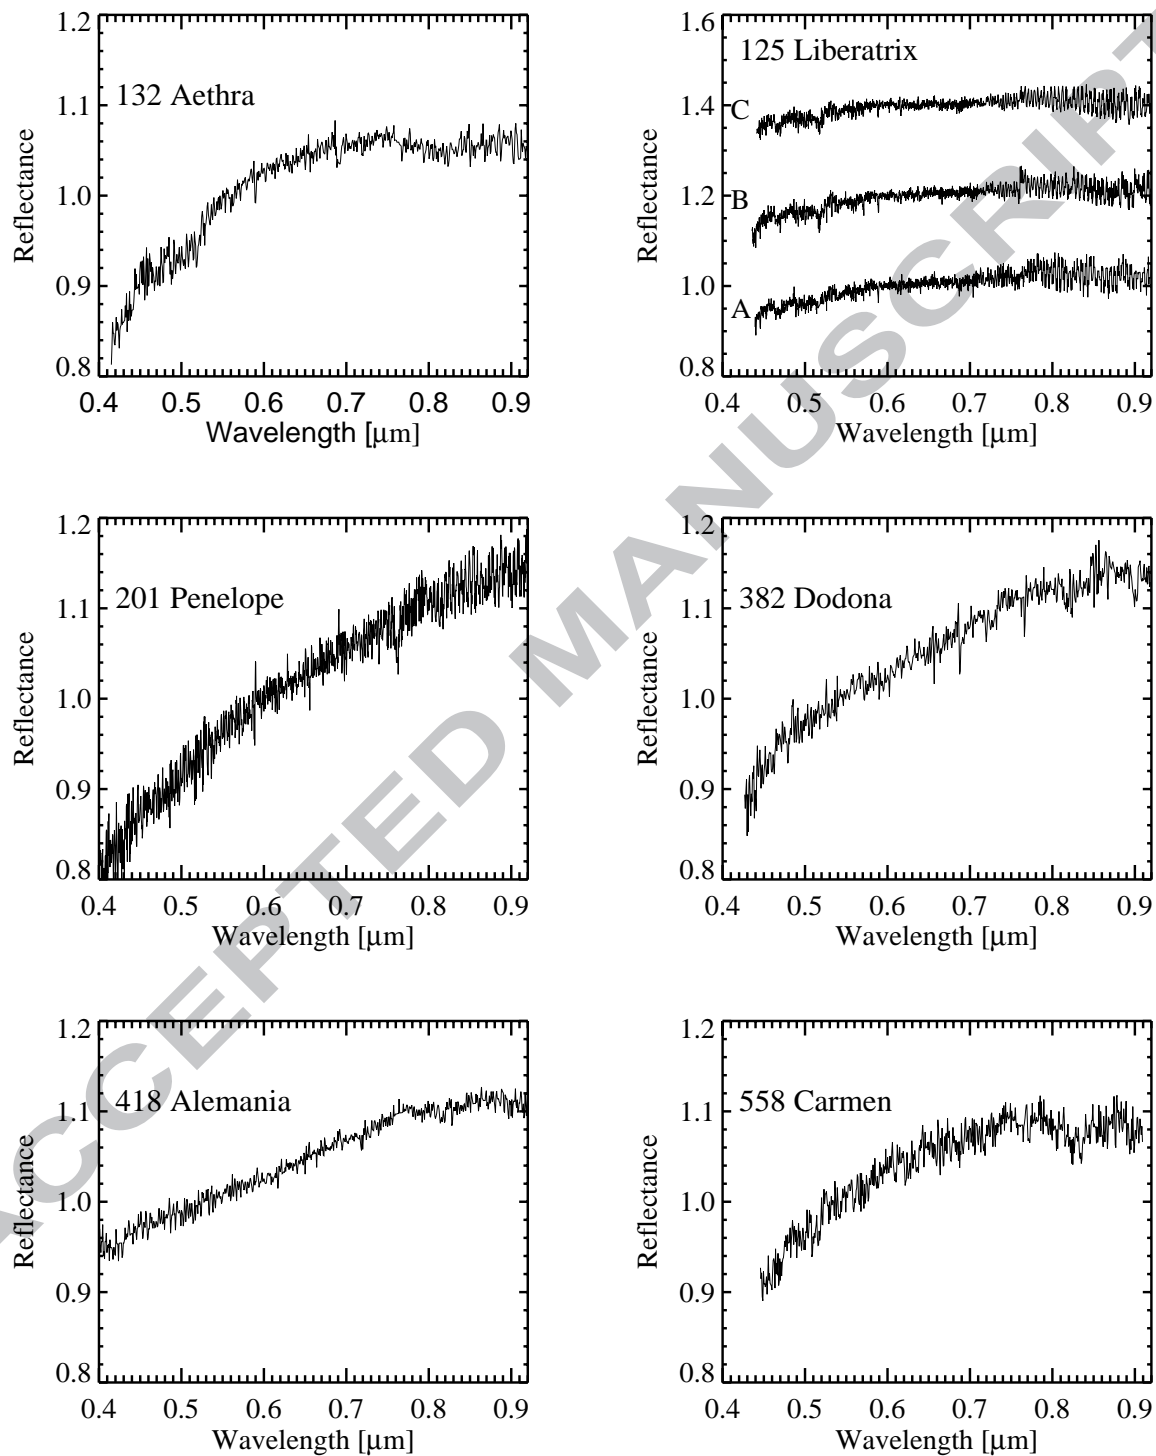 132 Aethra
Reflectance
1.2
1.1
1.0
0.9
0.8
0.4 0.5 0.6 0.7 0.8 0.9
Wavelength [μm]
125 Liberatrix
Reflectance
1.6
1.4
1.2
1.0
0.8
C
B
A
0.4 0.5 0.6 0.7 0.8 0.9
Wavelength [μm]
201 Penelope
Reflectance
1.2
1.1
1.0
0.9
0.8
0.4 0.5 0.6 0.7 0.8 0.9
Wavelength [μm]
382 Dodona
Reflectance
1.2
1.1
1.0
0.9
0.8
0.4 0.5 0.6 0.7 0.8 0.9
Wavelength [μm]
418 Alemania
Reflectance
1.2
1.1
1.0
0.9
0.8
0.4 0.5 0.6 0.7 0.8 0.9
Wavelength [μm]
558 Carmen
Reflectance
1.2
1.1
1.0
0.9
0.8
0.4 0.5 0.6 0.7 0.8 0.9
Wavelength [μm]
ACCEPTED MANUSCRIPT